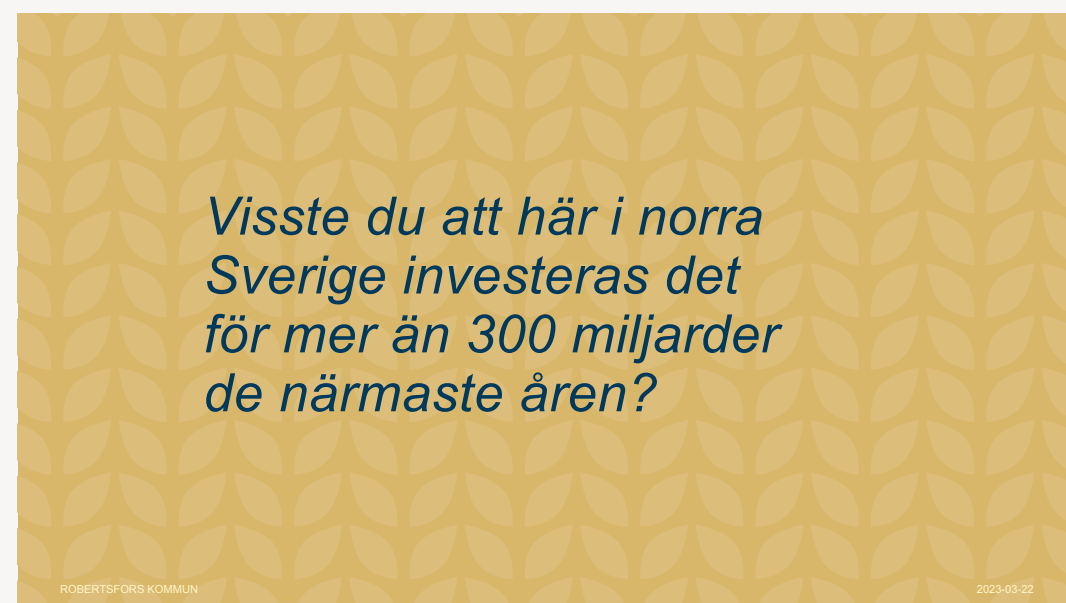 Visste du att här i norra
Sverige investeras det
för mer än 300 miljarder
de närmaste åren?
ROBERTSFORS KOMMUN
2023-03-22